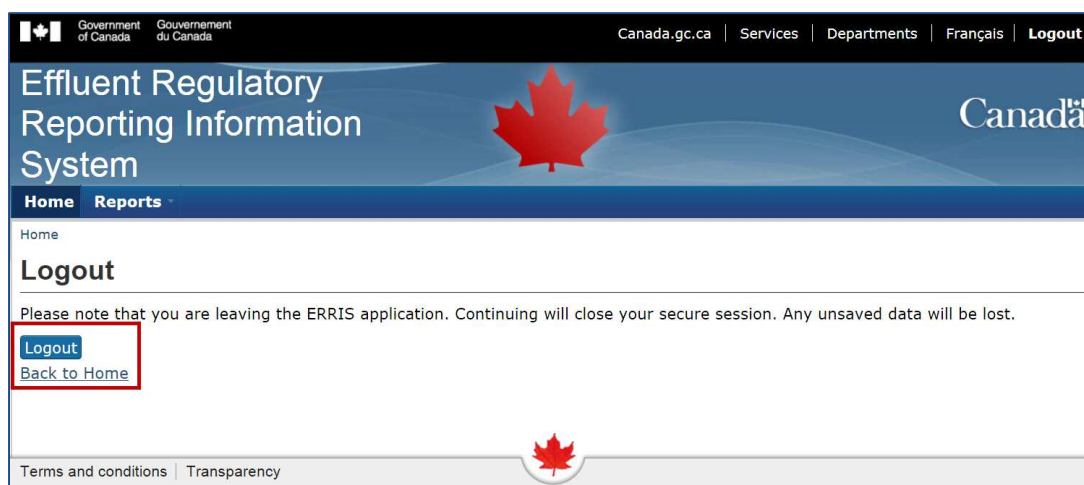 Government Gouvernement
of Canada du Canada
Canada.gc.ca | Services | Departments | Français | Logout
Effluent Regulatory
Reporting Information
System
Canada
Home Reports
Home
Logout
Please note that you are leaving the ERRIS application. Continuing will close your secure session. Any unsaved data will be lost.
Logout
Back to Home
Terms and conditions | Transparency